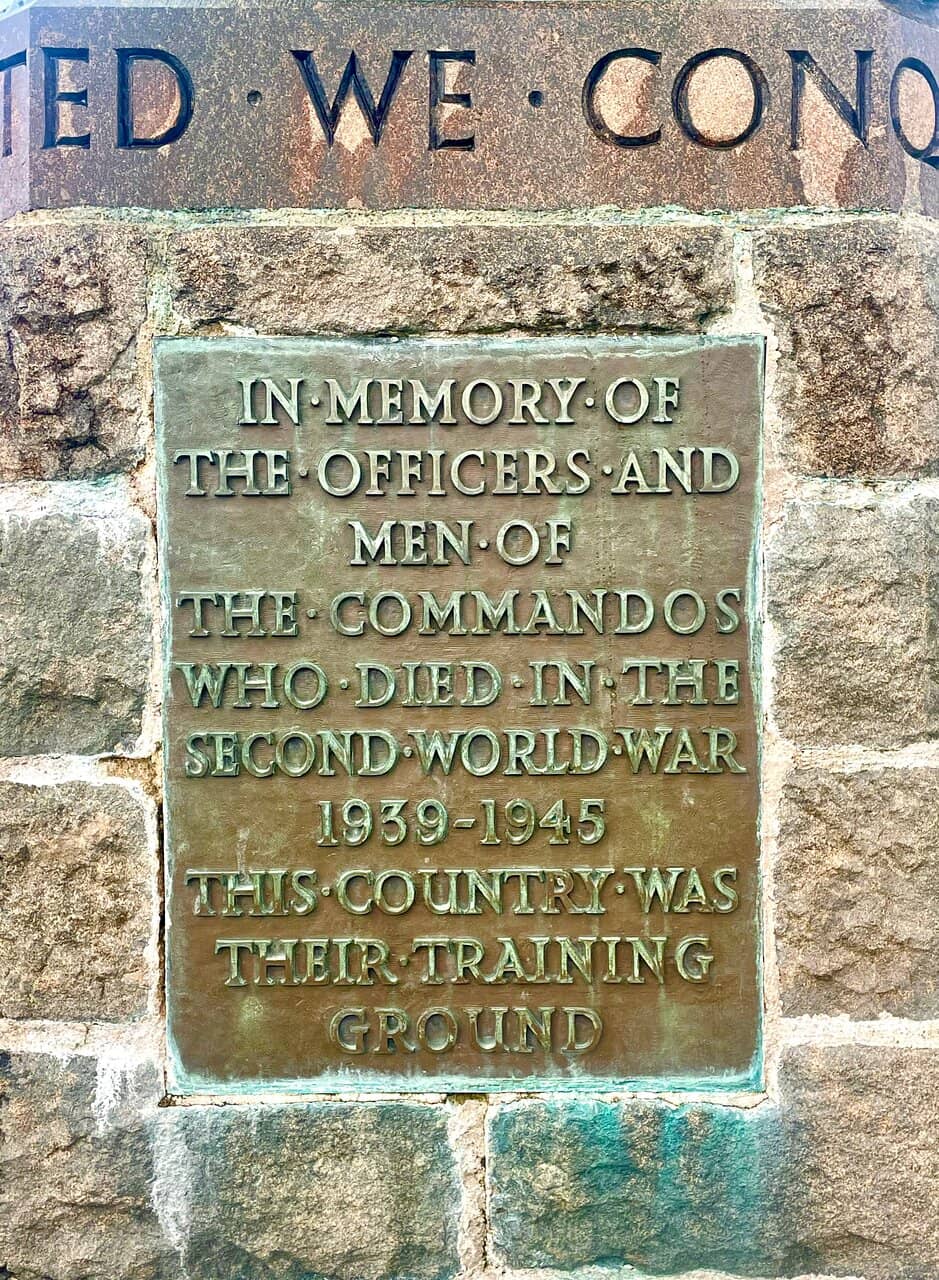 TED · WE · CONQ
IN·MEMORY·OF
THE·OFFICERS·AND
MEN·OF
THE·COMMANDOS
WHO·DIED·IN·THE
SECOND·WORLD·WAR
1939-1945
THIS·COUNTRY·WAS
THEIR·TRAINING
GROUND